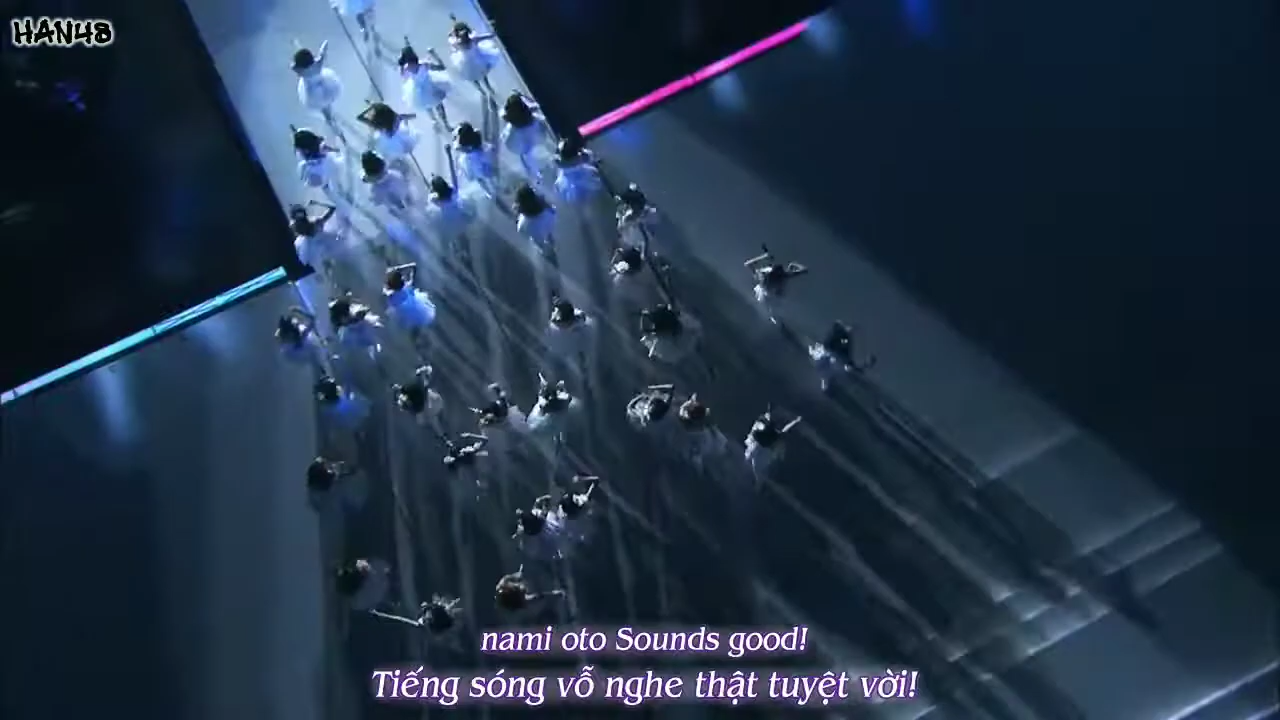 HAN48
nami oto Sounds good!
Tiếng sóng vỗ nghe thật tuyệt vời!